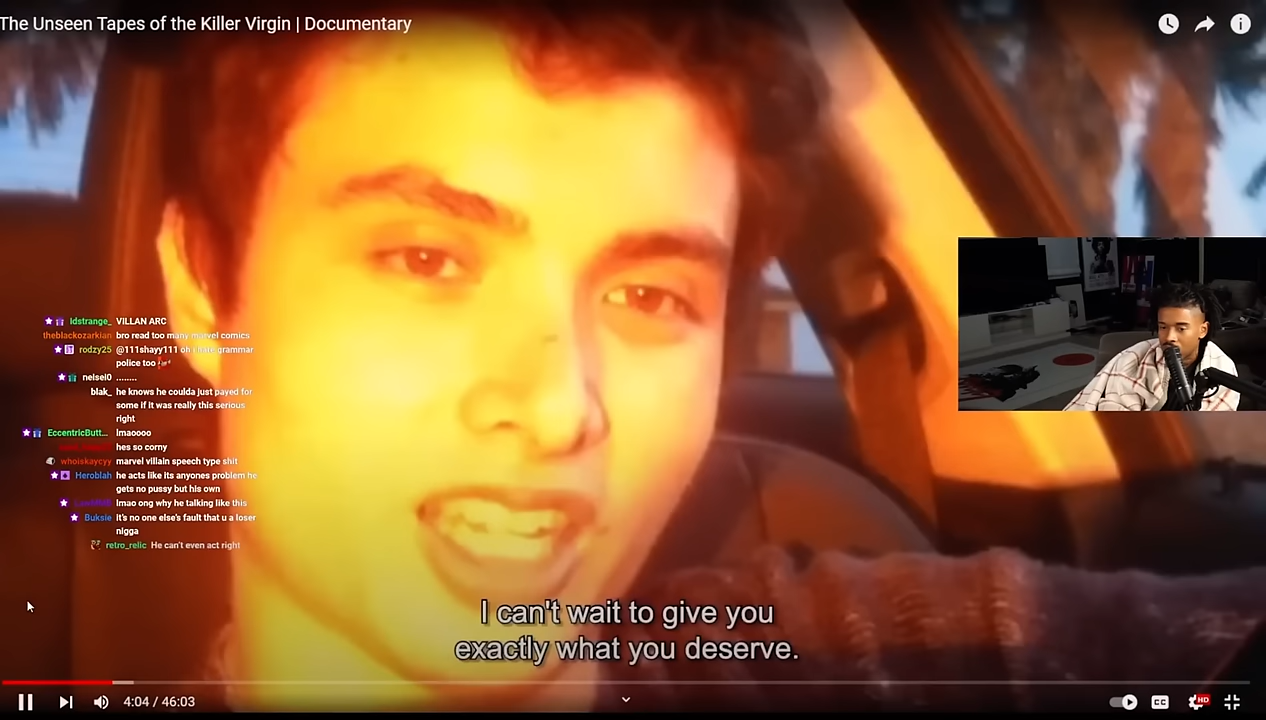 The Unseen Tapes of the Killer Virgin | Documentary
ldstrange_ VILLAN ARC
theblackozarkian bro read too many marvel comics
rodzy25 @111shayy111 oh i hate grammar
police too
neisei0 ........
blak_ he knows he coulda just payed for
some if it was really this serious
right
EccentricButt... lmaoooo
hes so corny
whoiskaycyy marvel villain speech type shit
Heroblah he acts like its anyones problem he
gets no pussy but his own
lmao ong why he talking like this
Buksie It's no one else's fault that u a loser
nigga
retro_relic He can't even act right
I can't wait to give you
exactly what you deserve.
4:04 / 46:03
CC
HD